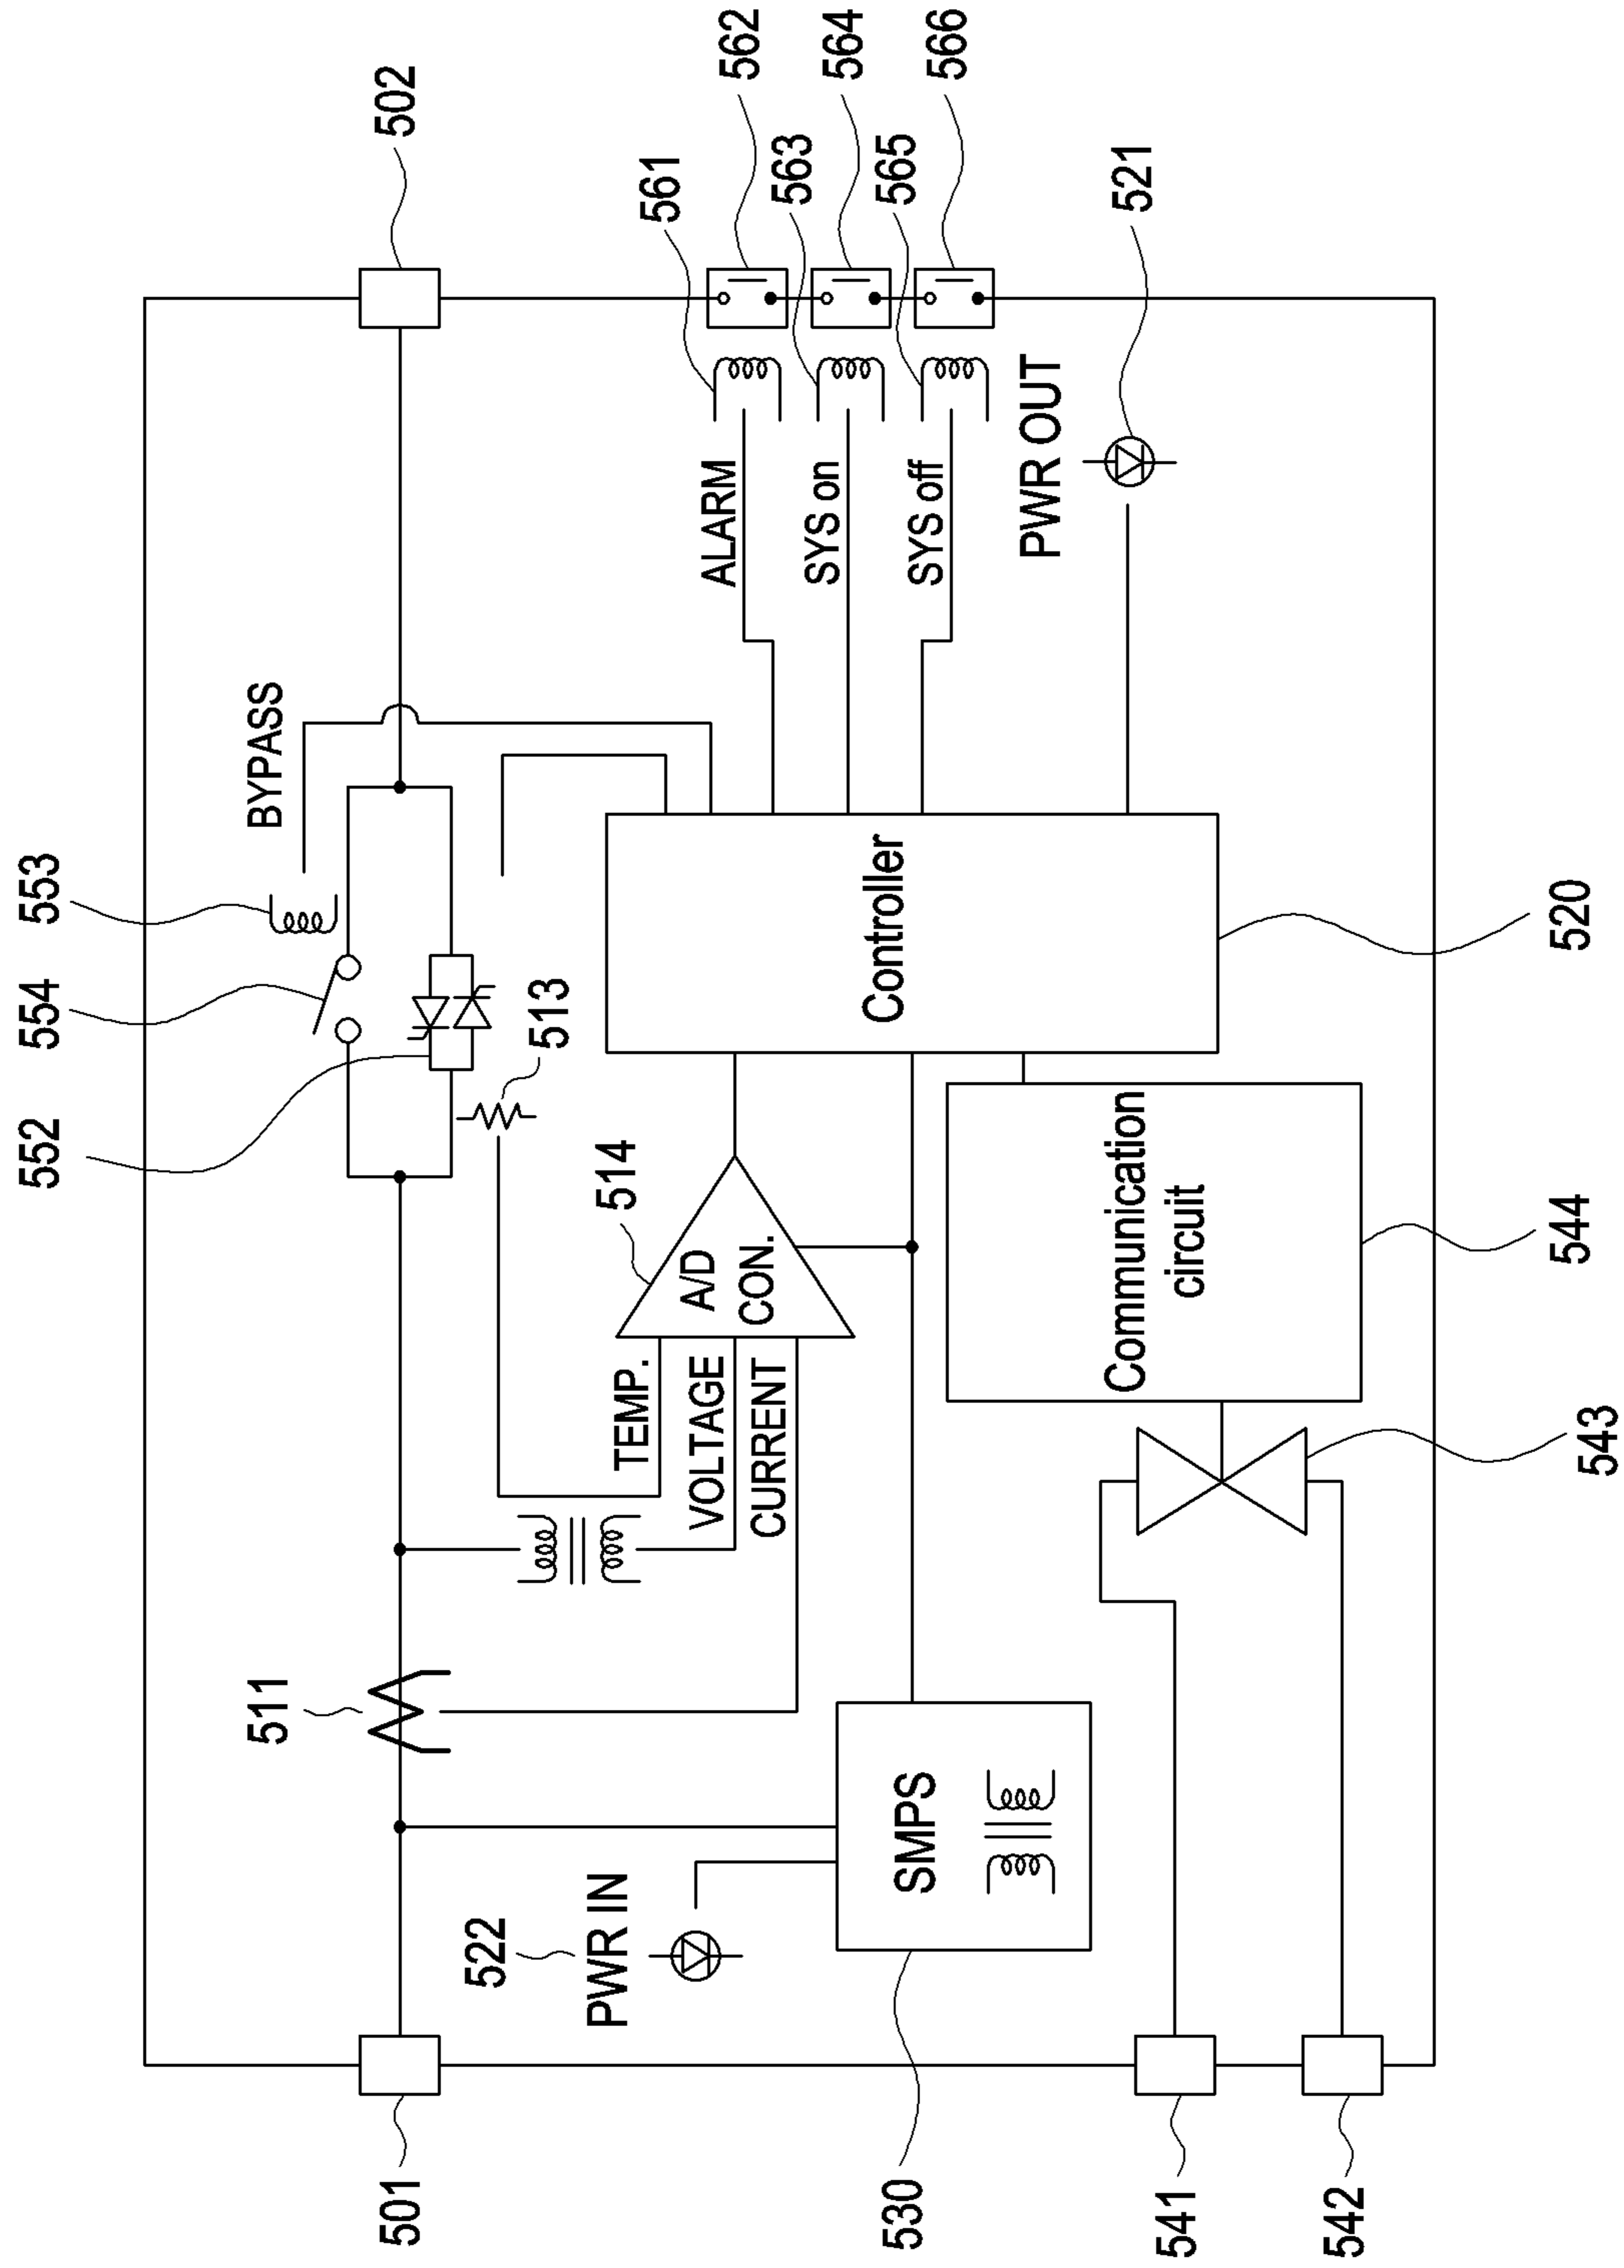 553
554
552
BYPASS
502
511
513
514
TEMP.
VOLTAGE
CURRENT
A/D
CON.
522
PWR IN
SMPS
Controller
Communication
circuit
ALARM
SYS on
SYS off
PWR OUT
561
562
563
564
565
566
521
501
530
541
542
543
544
520